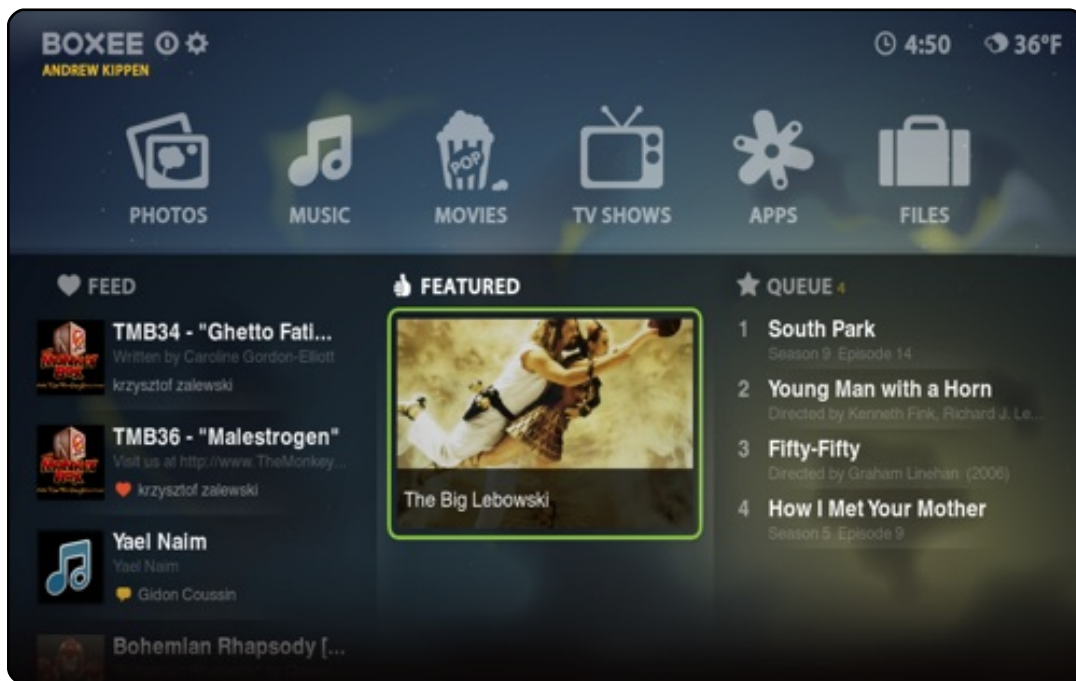 BOXEE
ANDREW KIPPEN
4:50
36°F
PHOTOS
MUSIC
POP
MOVIES
TV SHOWS
APPS
FILES
FEED
TMB34 - "Ghetto Fati...
Written by Caroline Gordon-Elliott
krzysztof zalewski
TMB36 - "Malestrogen"
Visit us at http://www.TheMonkey...
krzysztof zalewski
Yael Naim
Yael Naim
Gidon Coussin
Bohemian Rhapsody [...
FEATURED
The Big Lebowski
QUEUE 4
1 South Park
Season 9 Episode 14
2 Young Man with a Horn
Directed by Kenneth Fink, Richard J. Le...
3 Fifty-Fifty
Directed by Graham Linehan (2006)
4 How I Met Your Mother
Season 5 Episode 9